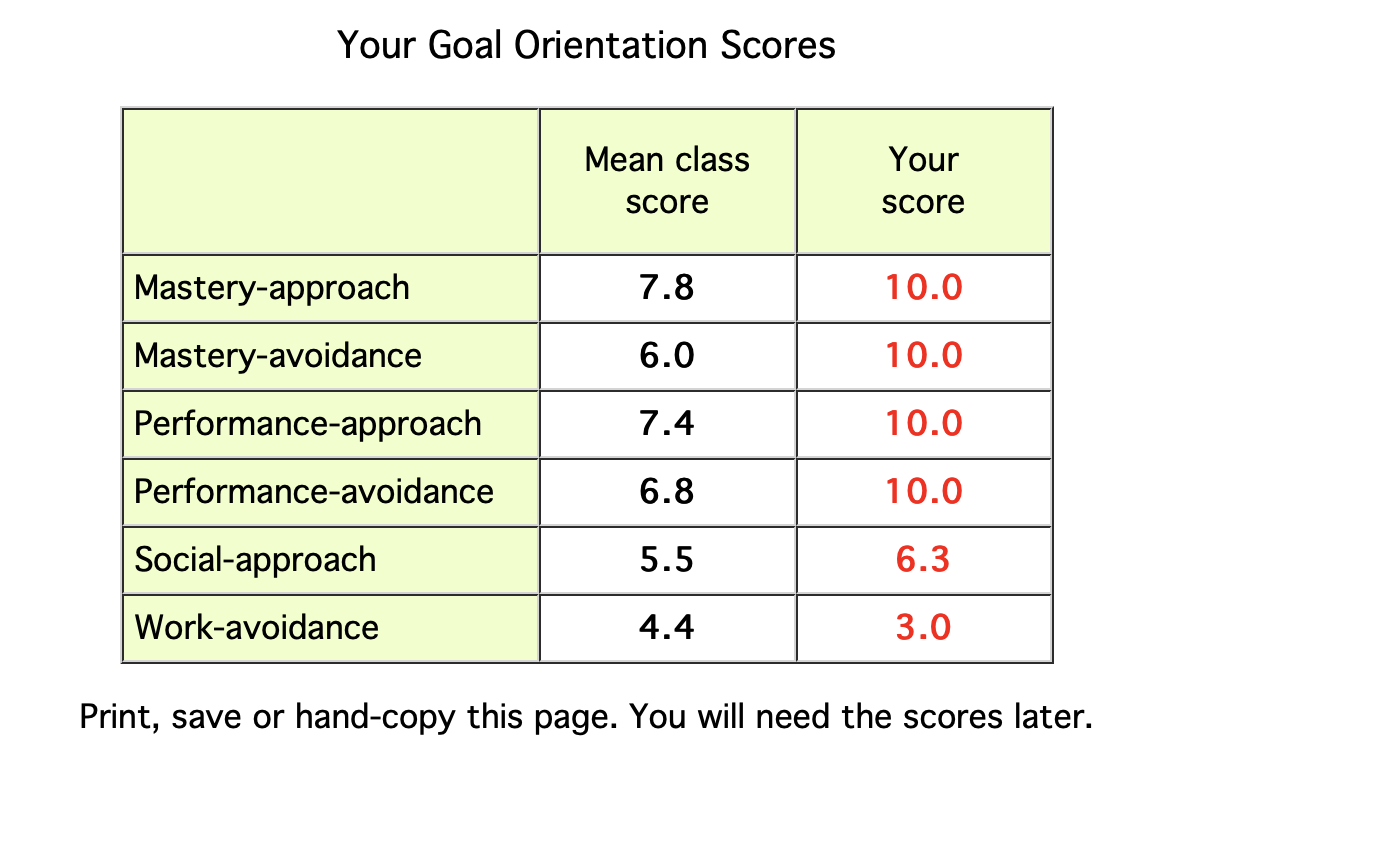 Your Goal Orientation Scores
Mean class score Your score
Mastery-approach 7.8 10.0
Mastery-avoidance 6.0 10.0
Performance-approach 7.4 10.0
Performance-avoidance 6.8 10.0
Social-approach 5.5 6.3
Work-avoidance 4.4 3.0
Print, save or hand-copy this page. You will need the scores later.